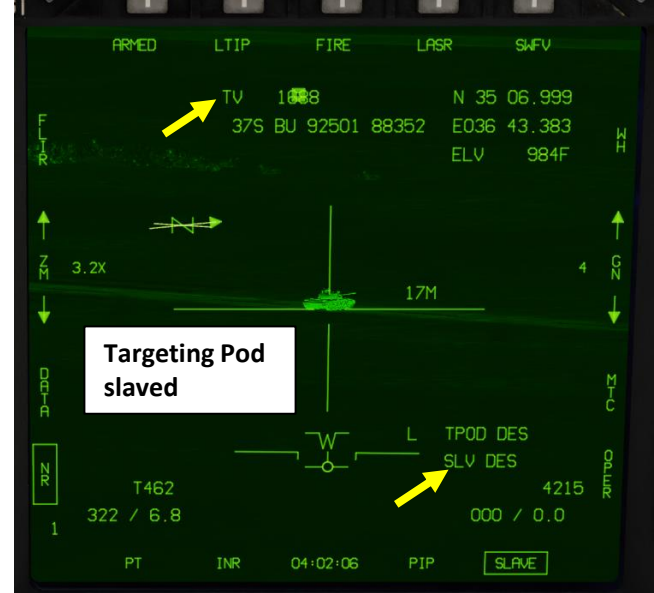 ARMED LTIP FIRE LASR SWFV
TV 1688 N 35 06.999
37S BU 92501 88352 E036 43.383
ELV 984F
FLIR
WH
N
ZM 3.2X 4 GN
17M
Targeting Pod
slaved
DATA
MTC
W
L TPOD DES
SLV DES
NR
OPER
T462 4215
322 / 6.8 000 / 0.0
1
PT INR 04:02:06 PIP SLAVE